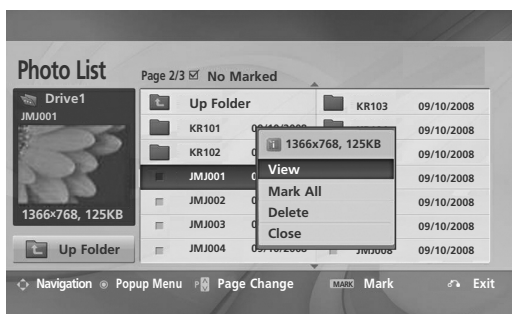 Photo List
Page 2/3 ☑ No Marked
Drive1
JMJ001
1366×768, 125KB
Up Folder
Up Folder
KR103 09/10/2008
KR101 09/10/2008
KR102 09/10/2008
JMJ001 09/10/2008
JMJ002 09/10/2008
JMJ003 09/10/2008
JMJ004 JMJ008 09/10/2008
1366x768, 125KB
View
Mark All
Delete
Close
Navigation
Popup Menu
P Page Change
MARK Mark
Exit